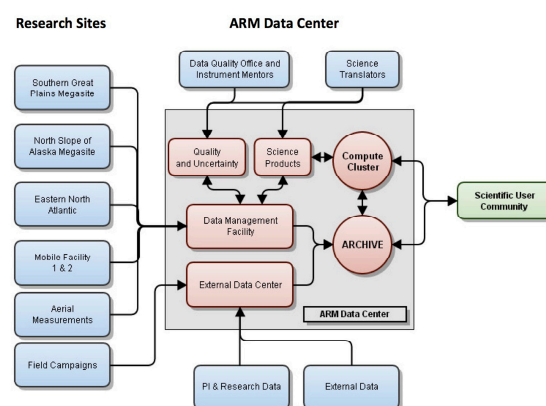 Research Sites
ARM Data Center
Data Quality Office and
Instrument Mentors
Science
Translators
Southern Great
Plains Megasite
North Slope of
Alaska Megasite
Eastern North
Atlantic
Mobile Facility
1 & 2
Aerial
Measurements
Field Campaigns
Quality
and Uncertainty
Science
Products
Compute
Cluster
Data Management
Facility
ARCHIVE
External Data Center
ARM Data Center
Scientific User
Community
PI & Research Data
External Data